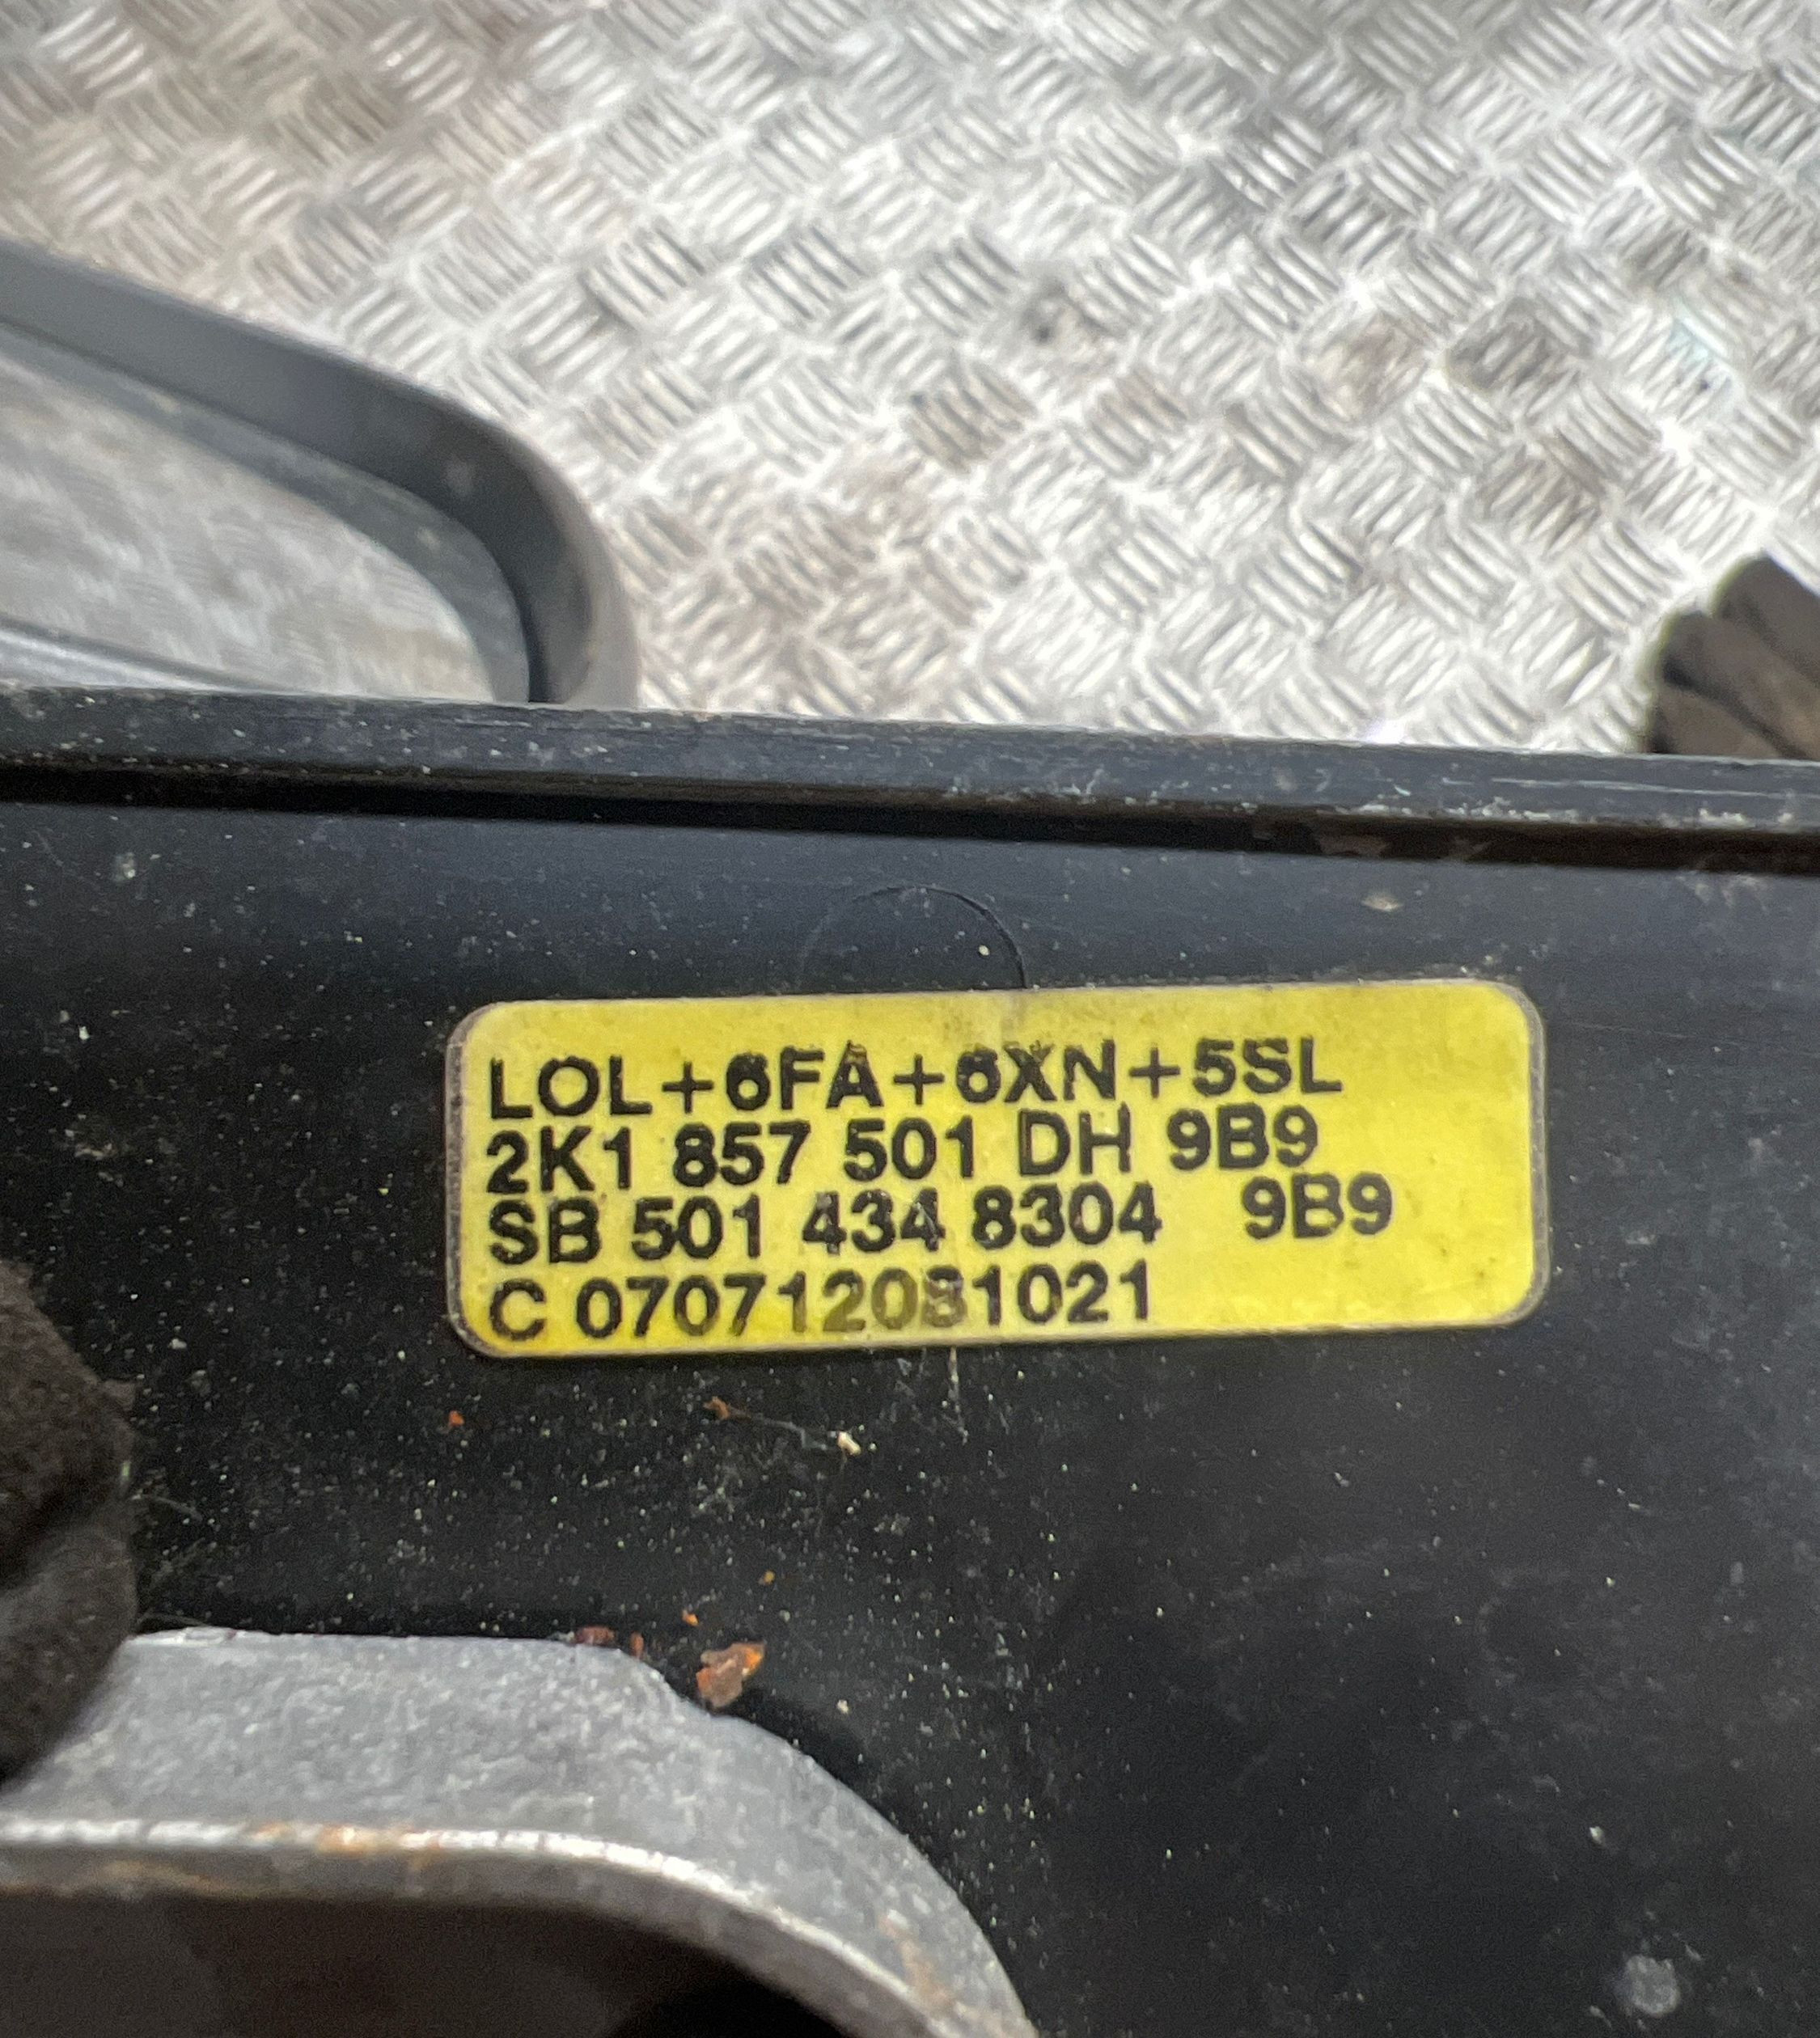 LOL+6FA+6XN+5SL
2K1 857 501 DH 9B9
SB 501 434 8304 9B9
C 070712081021